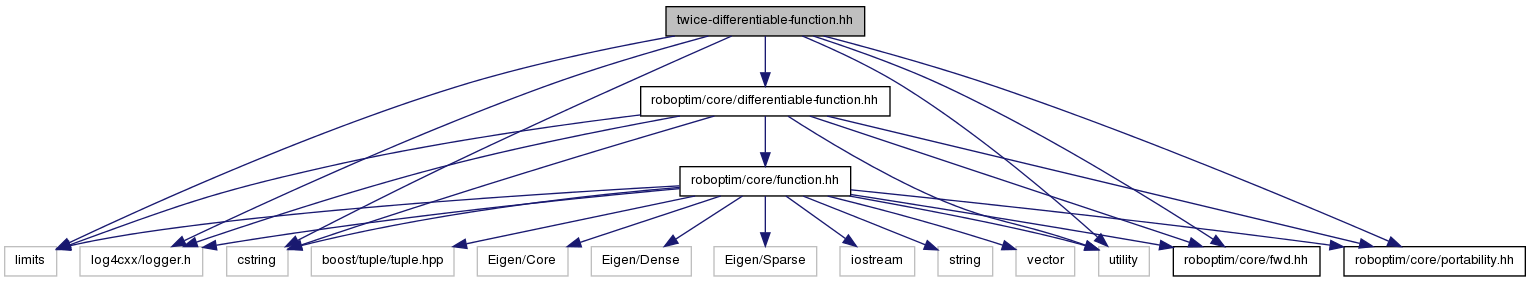 twice-differentiable-function.hh
roboptim/core/differentiable-function.hh
roboptim/core/function.hh
limits
log4cxx/logger.h
cstring
boost/tuple/tuple.hpp
Eigen/Core
Eigen/Dense
Eigen/Sparse
iostream
string
vector
utility
roboptim/core/fwd.hh
roboptim/core/portability.hh